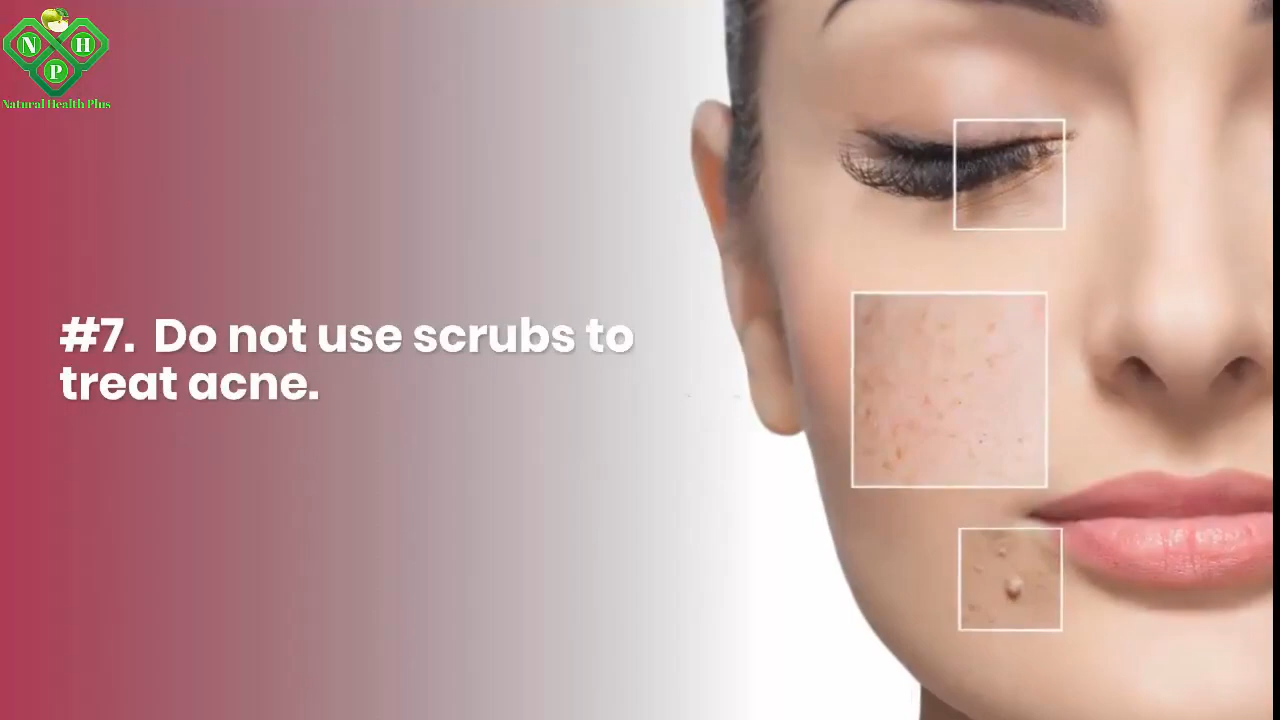 N H
P
Natural Health Plus
#7. Do not use scrubs to
treat acne.